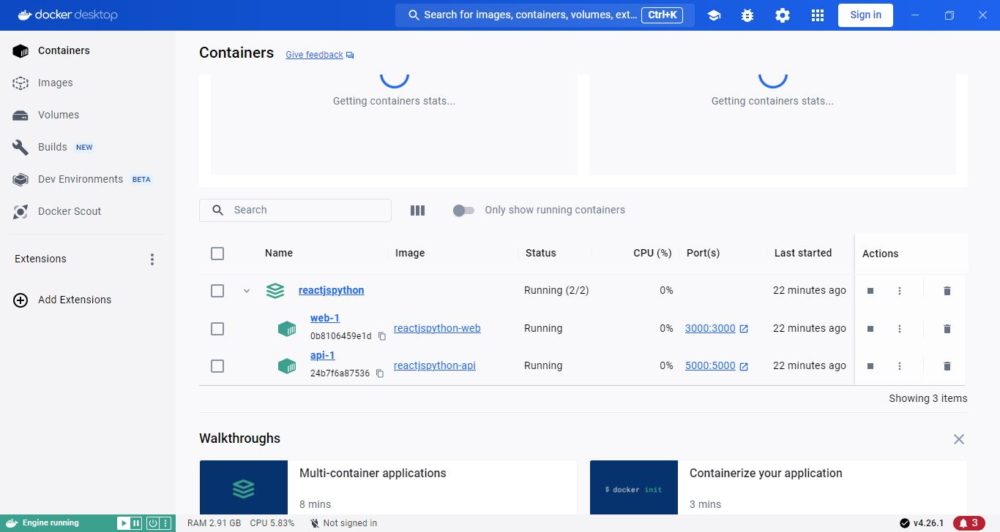 docker desktop
Search for images, containers, volumes, ext... Ctrl+K
Sign in
Containers
Images
Volumes
Builds NEW
Dev Environments BETA
Docker Scout
Extensions
Add Extensions
Containers Give feedback
Getting containers stats... Getting containers stats...
Search Only show running containers
Name Image Status CPU (%) Port(s) Last started Actions
reactjspython Running (2/2) 0% 22 minutes ago
web-1
0b8106459e1d reactjspython-web Running 0% 3000:3000 22 minutes ago
api-1
24b7f6a87536 reactjspython-api Running 0% 5000:5000 22 minutes ago
Showing 3 items
Walkthroughs
Multi-container applications
8 mins
$ docker init
Containerize your application
3 mins
Engine running RAM 2.91 GB CPU 5.83% Not signed in v4.26.1 3